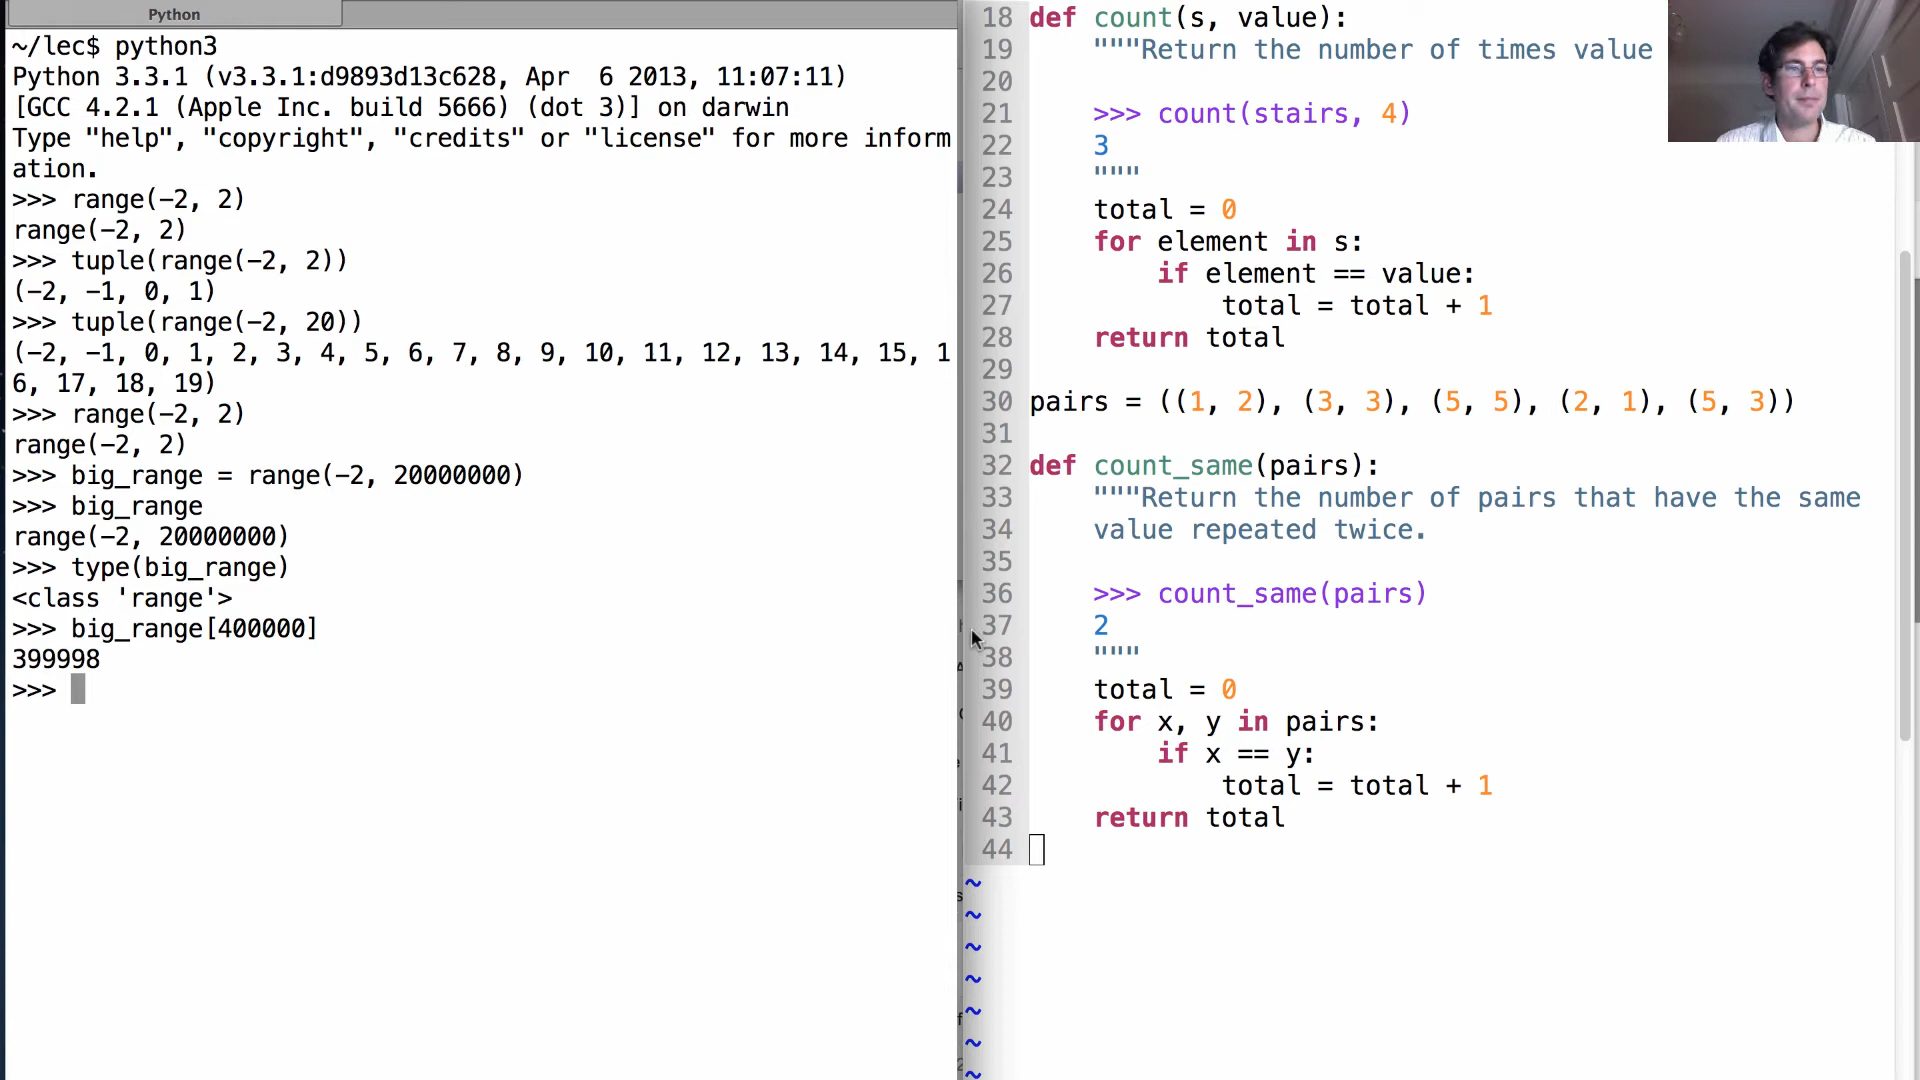 Python
~/lec$ python3
Python 3.3.1 (v3.3.1:d9893d13c628, Apr  6 2013, 11:07:11)
[GCC 4.2.1 (Apple Inc. build 5666) (dot 3)] on darwin
Type "help", "copyright", "credits" or "license" for more inform
ation.
>>> range(-2, 2)
range(-2, 2)
>>> tuple(range(-2, 2))
(-2, -1, 0, 1)
>>> tuple(range(-2, 20))
(-2, -1, 0, 1, 2, 3, 4, 5, 6, 7, 8, 9, 10, 11, 12, 13, 14, 15, 1
6, 17, 18, 19)
>>> range(-2, 2)
range(-2, 2)
>>> big_range = range(-2, 20000000)
>>> big_range
range(-2, 20000000)
>>> type(big_range)
<class 'range'>
>>> big_range[400000]
399998
>>>
18 def count(s, value):
19     """Return the number of times value
20
21     >>> count(stairs, 4)
22     3
23     """
24     total = 0
25     for element in s:
26         if element == value:
27             total = total + 1
28     return total
29
30 pairs = ((1, 2), (3, 3), (5, 5), (2, 1), (5, 3))
31
32 def count_same(pairs):
33     """Return the number of pairs that have the same
34     value repeated twice.
35
36     >>> count_same(pairs)
37     2
38     """
39     total = 0
40     for x, y in pairs:
41         if x == y:
42             total = total + 1
43     return total
44
~
~
~
~
~
~
~